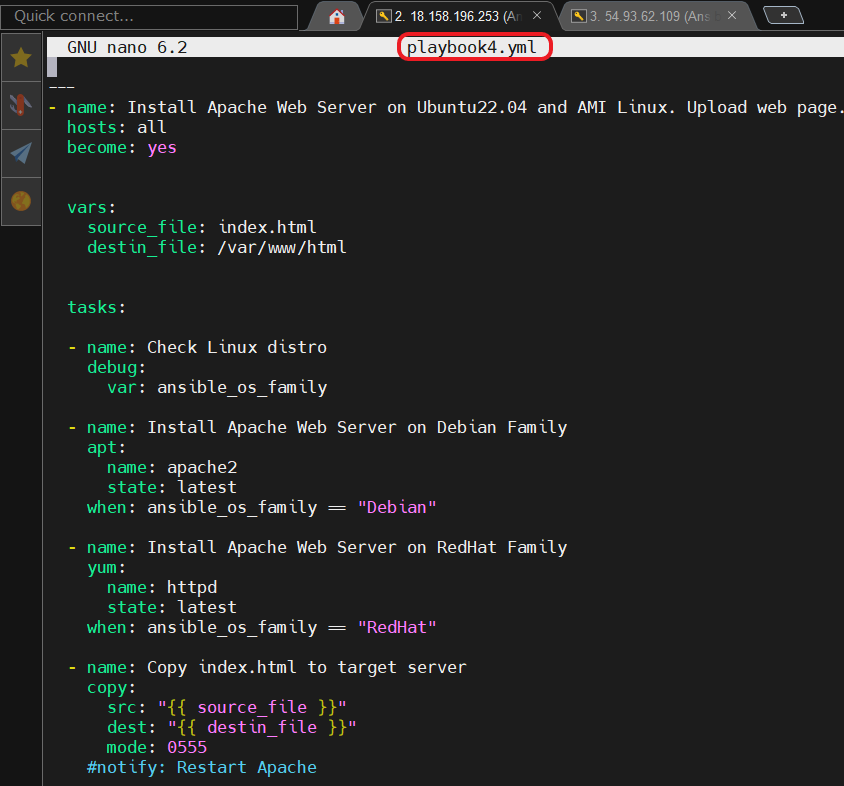 Quick connect...
2. 18.158.196.253 (An
3. 54.93.62.109 (Ans
GNU nano 6.2 playbook4.yml
---
- name: Install Apache Web Server on Ubuntu22.04 and AMI Linux. Upload web page.
  hosts: all
  become: yes
  vars:
    source_file: index.html
    destin_file: /var/www/html
  tasks:
  - name: Check Linux distro
    debug:
      var: ansible_os_family
  - name: Install Apache Web Server on Debian Family
    apt:
      name: apache2
      state: latest
    when: ansible_os_family == "Debian"
  - name: Install Apache Web Server on RedHat Family
    yum:
      name: httpd
      state: latest
    when: ansible_os_family == "RedHat"
  - name: Copy index.html to target server
    copy:
      src: "{{ source_file }}"
      dest: "{{ destin_file }}"
      mode: 0555
    #notify: Restart Apache